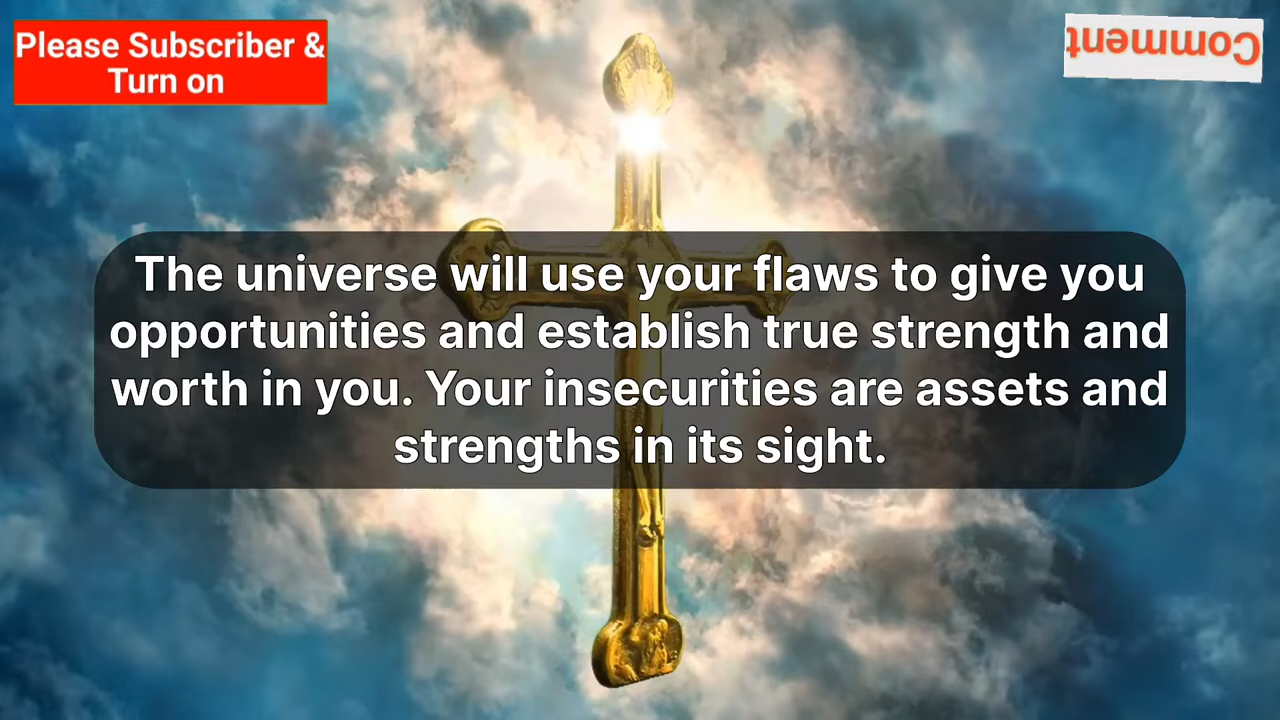 Please Subscriber &
Turn on
Comment
The universe will use your flaws to give you
opportunities and establish true strength and
worth in you. Your insecurities are assets and
strengths in its sight.